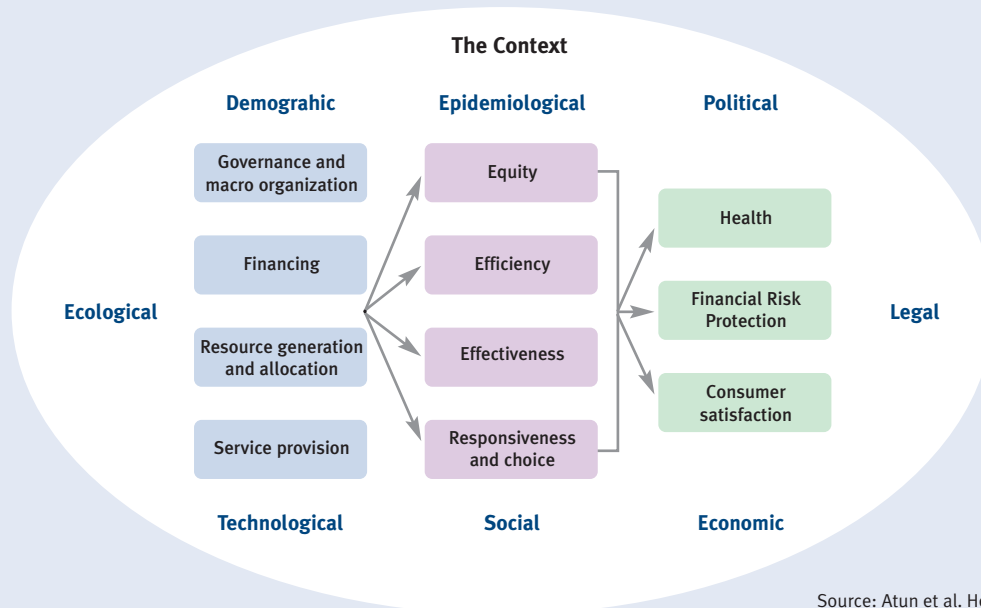 The Context
Demograhic
Epidemiological
Political
Governance and
macro organization
Equity
Health
Financing
Efficiency
Ecological
Financial Risk
Protection
Legal
Resource generation
and allocation
Effectiveness
Consumer
satisfaction
Service provision
Responsiveness
and choice
Technological
Social
Economic
Source: Atun et al.